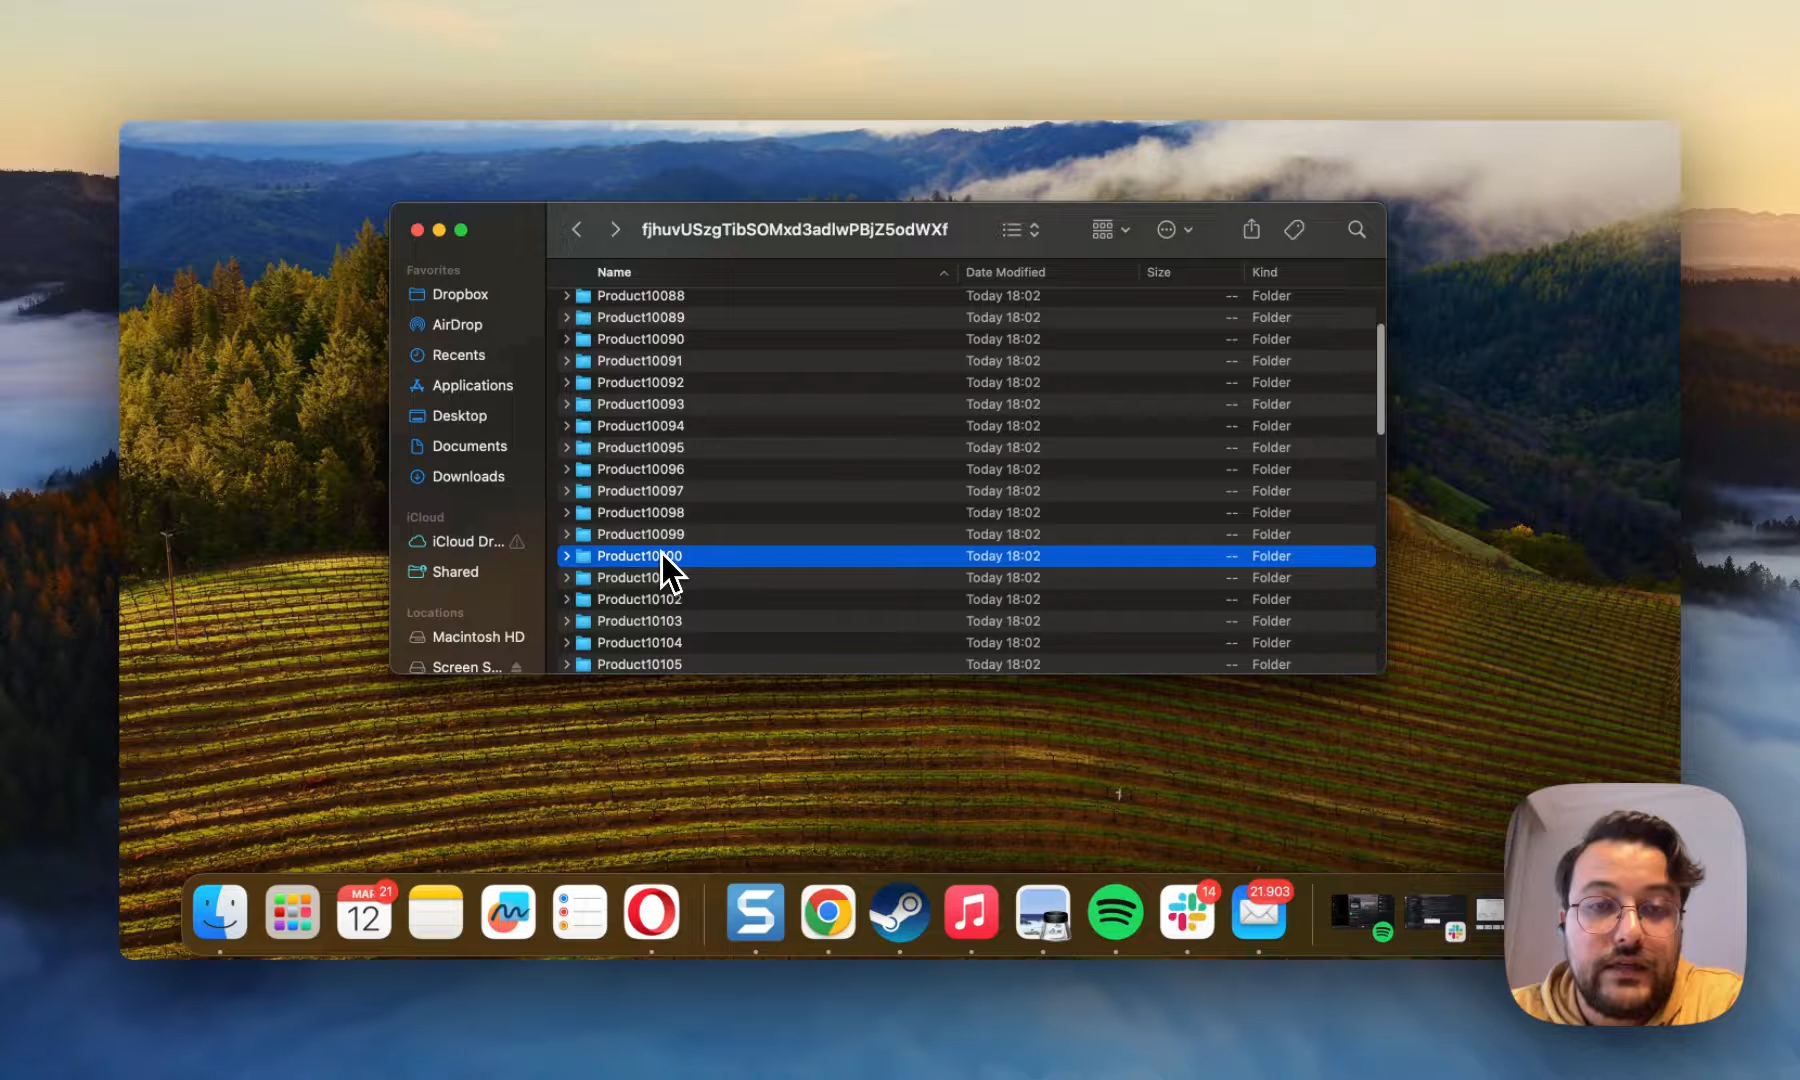 fjhuvUSzgTibSOMxd3adlwPBjZ5odWXf
Favorites
Dropbox
AirDrop
Recents
Applications
Desktop
Documents
Downloads
iCloud
iCloud Dr...
Shared
Locations
Macintosh HD
Screen S...
Name Date Modified Size Kind
Product10088 Today 18:02 -- Folder
Product10089 Today 18:02 -- Folder
Product10090 Today 18:02 -- Folder
Product10091 Today 18:02 -- Folder
Product10092 Today 18:02 -- Folder
Product10093 Today 18:02 -- Folder
Product10094 Today 18:02 -- Folder
Product10095 Today 18:02 -- Folder
Product10096 Today 18:02 -- Folder
Product10097 Today 18:02 -- Folder
Product10098 Today 18:02 -- Folder
Product10099 Today 18:02 -- Folder
Product10100 Today 18:02 -- Folder
Today 18:02 -- Folder
Product10102 Today 18:02 -- Folder
Product10103 Today 18:02 -- Folder
Product10104 Today 18:02 -- Folder
Product10105 Today 18:02 -- Folder
MAR 21
12
14
21.903